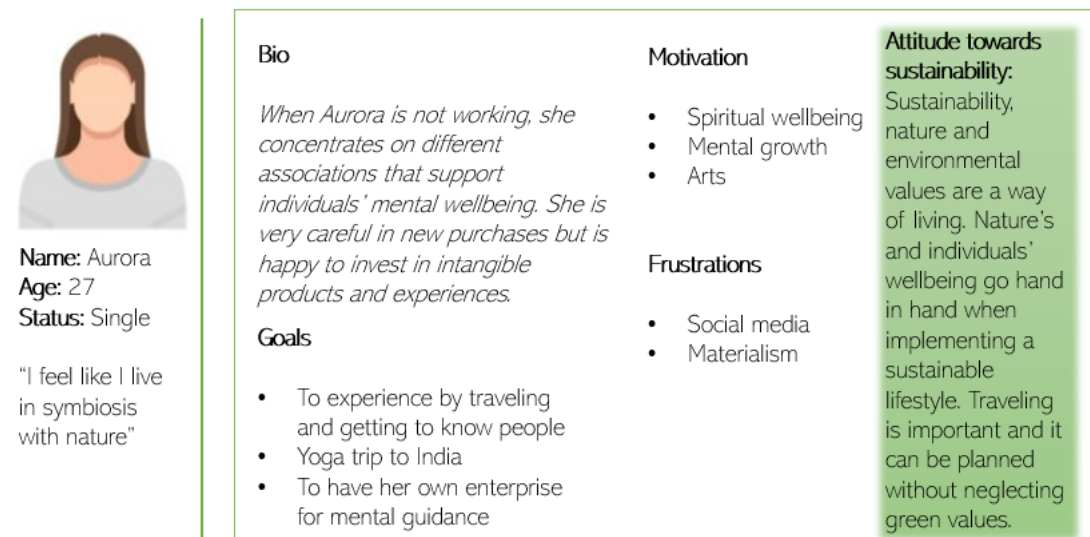 Name: Aurora
Age: 27
Status: Single
“I feel like I live
in symbiosis
with nature”
Bio
When Aurora is not working, she
concentrates on different
associations that support
individuals’ mental wellbeing. She is
very careful in new purchases but is
happy to invest in intangible
products and experiences.
Goals
• To experience by traveling
and getting to know people
• Yoga trip to India
• To have her own enterprise
for mental guidance
Motivation
• Spiritual wellbeing
• Mental growth
• Arts
Frustrations
• Social media
• Materialism
Attitude towards
sustainability:
Sustainability,
nature and
environmental
values are a way
of living. Nature’s
and individuals’
wellbeing go hand
in hand when
implementing a
sustainable
lifestyle. Traveling
is important and it
can be planned
without neglecting
green values.